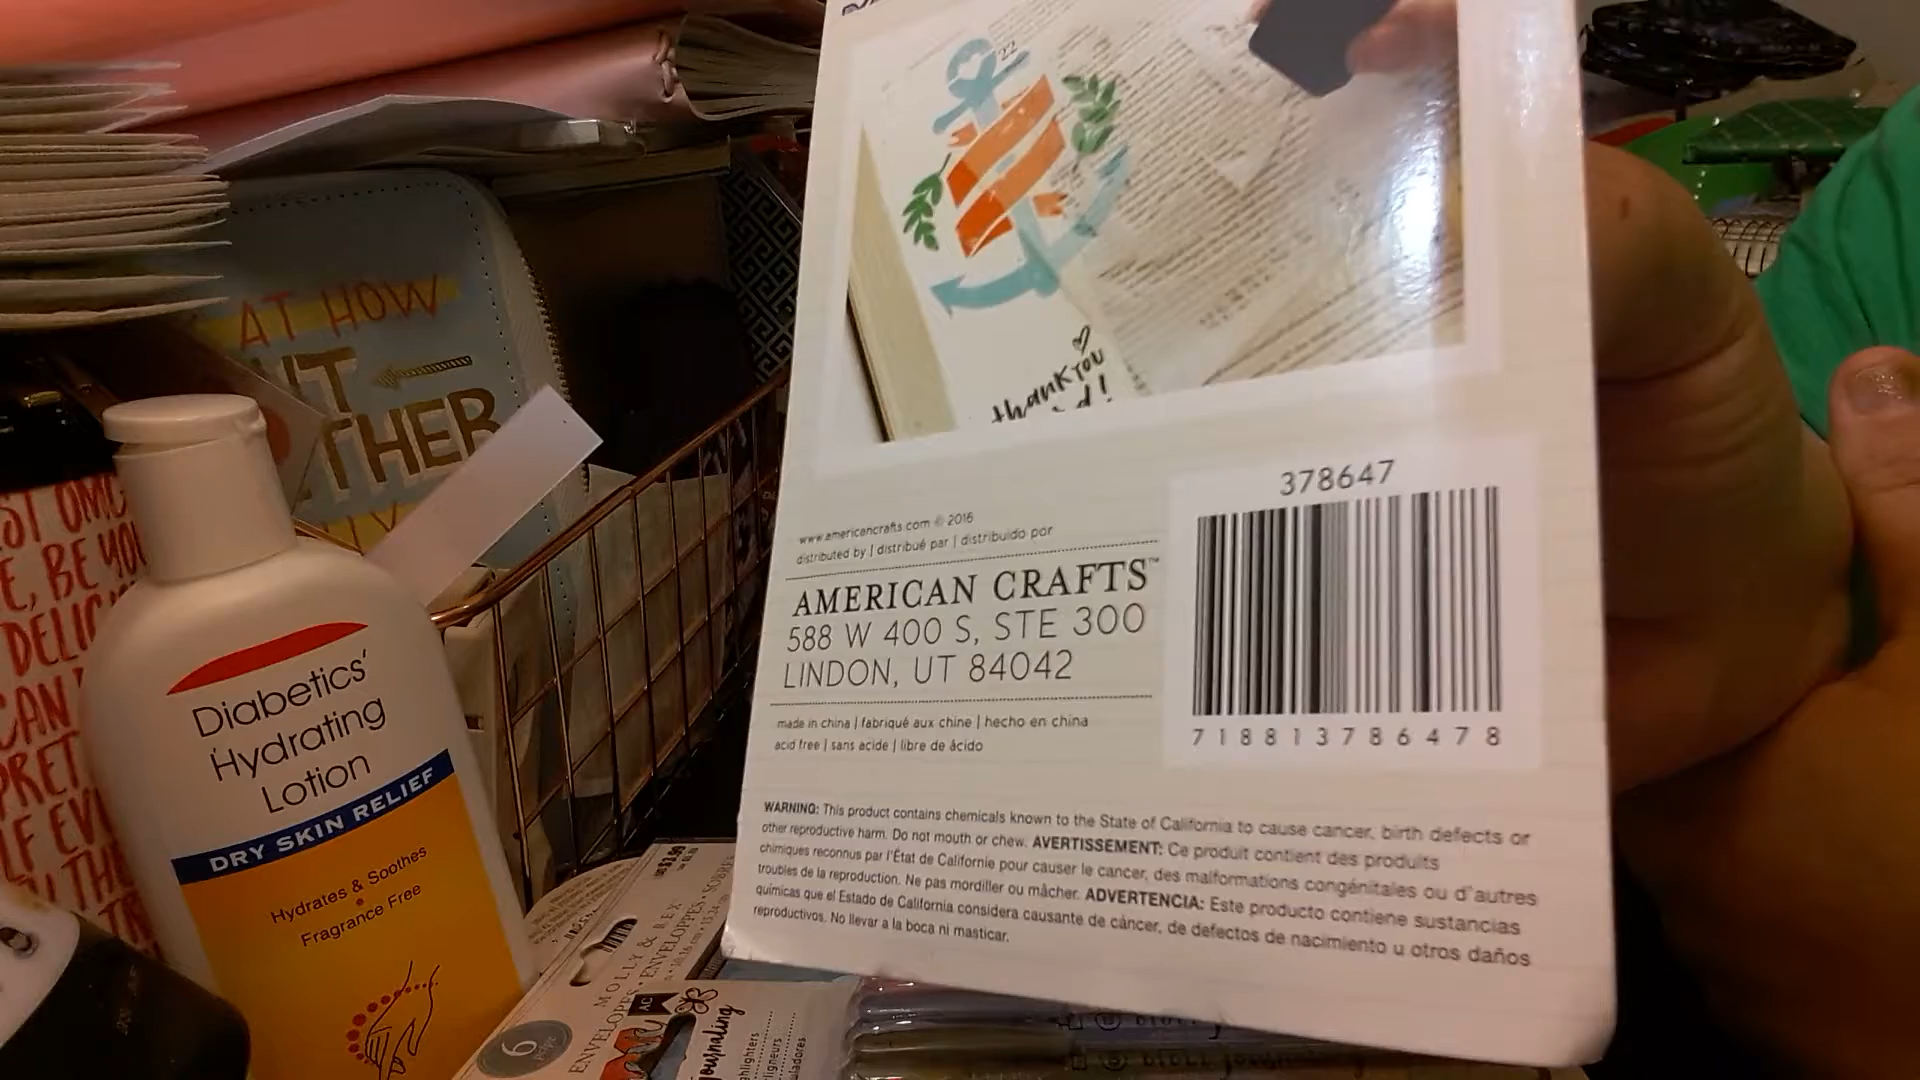 22
thank you
AT HOW
THER
378647
www.americancrafts.com © 2016
distributed by | distribué par | distribuido por
AMERICAN CRAFTS™
588 W 400 S, STE 300
LINDON, UT 84042
made in china | fabriqué aux chine | hecho en china
acid free | sans acide | libre de ácido
7 18813 78647 8
WARNING: This product contains chemicals known to the State of California to cause cancer, birth defects or
other reproductive harm. Do not mouth or chew. AVERTISSEMENT: Ce produit contient des produits
chimiques reconnus par l'État de Californie pour causer le cancer, des malformations congénitales ou d'autres
troubles de la reproduction. Ne pas mordiller ou mâcher. ADVERTENCIA: Este producto contiene sustancias
químicas que el Estado de California considera causante de cáncer, de defectos de nacimiento u otros daños
reproductivos. No llevar a la boca ni masticar.
Diabetics'
Hydrating
Lotion
DRY SKIN RELIEF
Hydrates & Soothes
Fragrance Free
BE YOU
CAN
US$3.99
MOLLY & REX
ENVELOPES • ENVELOPPES
6
AC
journaling